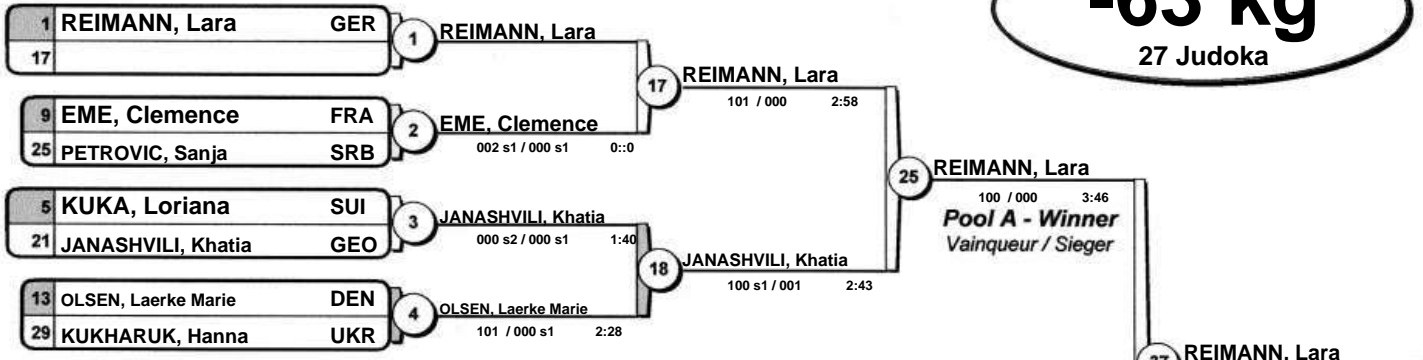 -63 kg
27 Judoka
1 REIMANN, Lara GER
17
1 REIMANN, Lara
9 EME, Clemence FRA
25 PETROVIC, Sanja SRB
2 EME, Clemence
002 s1 / 000 s1 0::0
17 REIMANN, Lara
101 / 000 2:58
5 KUKA, Loriana SUI
21 JANASHVILI, Khatia GEO
3 JANASHVILI, Khatia
000 s2 / 000 s1 1:40
13 OLSEN, Laerke Marie DEN
29 KUKHARUK, Hanna UKR
4 OLSEN, Laerke Marie
101 / 000 s1 2:28
18 JANASHVILI, Khatia
100 s1 / 001 2:43
25 REIMANN, Lara
100 / 000 3:46
Pool A - Winner
Vainqueur / Sieger
27 REIMANN, Lara